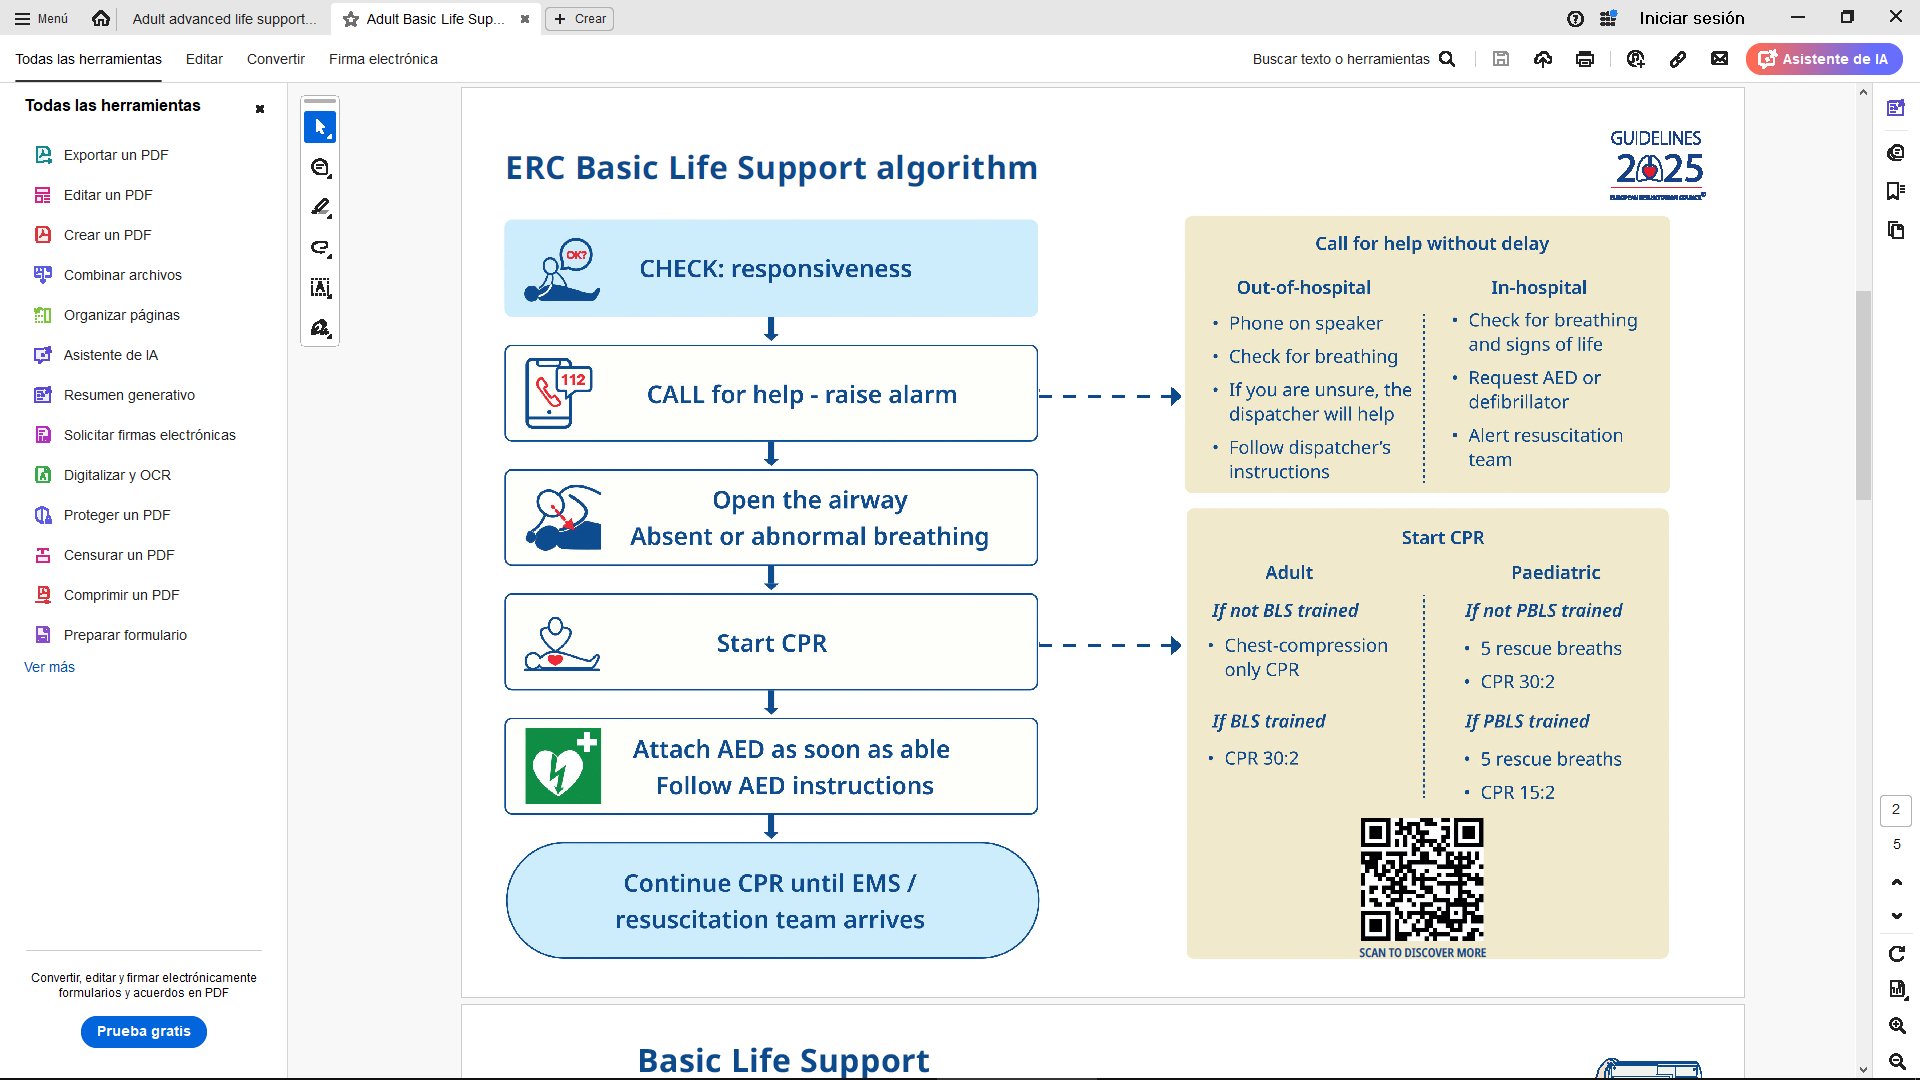 Menú
Adult advanced life support...
Adult Basic Life Sup...
Crear
Iniciar sesión
Todas las herramientas
Editar
Convertir
Firma electrónica
Buscar texto o herramientas
Asistente de IA
Todas las herramientas
Exportar un PDF
Editar un PDF
Crear un PDF
Combinar archivos
Organizar páginas
Asistente de IA
Resumen generativo
Solicitar firmas electrónicas
Digitalizar y OCR
Proteger un PDF
Censurar un PDF
Comprimir un PDF
Preparar formulario
Ver más
Convertir, editar y firmar electrónicamente
formularios y acuerdos en PDF
Prueba gratis
ERC Basic Life Support algorithm
GUIDELINES
2025
EUROPEAN RESUSCITATION COUNCIL
OK?
CHECK: responsiveness
112
CALL for help - raise alarm
Open the airway
Absent or abnormal breathing
Start CPR
Attach AED as soon as able
Follow AED instructions
Continue CPR until EMS /
resuscitation team arrives
Call for help without delay
Out-of-hospital
• Phone on speaker
• Check for breathing
• If you are unsure, the
dispatcher will help
• Follow dispatcher's
instructions
In-hospital
• Check for breathing
and signs of life
• Request AED or
defibrillator
• Alert resuscitation
team
Start CPR
Adult
If not BLS trained
• Chest-compression
only CPR
If BLS trained
• CPR 30:2
Paediatric
If not PBLS trained
• 5 rescue breaths
• CPR 30:2
If PBLS trained
• 5 rescue breaths
• CPR 15:2
SCAN TO DISCOVER MORE
Basic Life Support
2
5